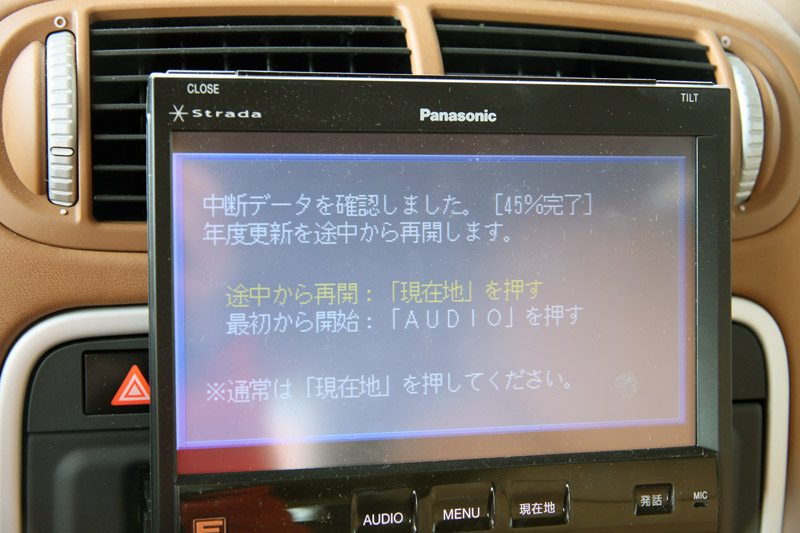 CLOSE
TILT
Strada
Panasonic
中断データを確認しました。[45%完了]
年度更新を途中から再開します。
途中から再開：「現在地」を押す
最初から開始：「ＡＵＤＩＯ」を押す
※通常は「現在地」を押してください。
AUDIO
MENU
現在地
発話
MIC